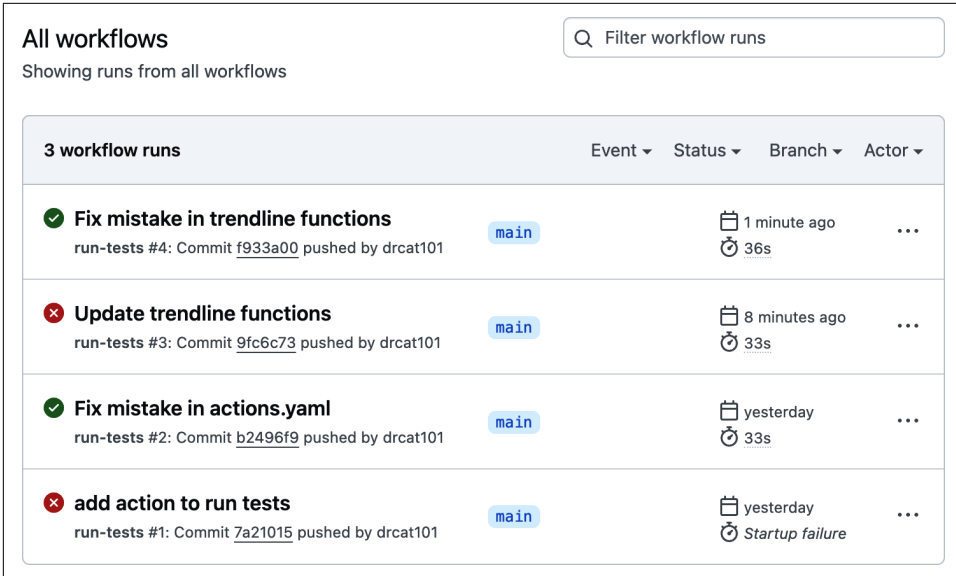 All workflows
Filter workflow runs
Showing runs from all workflows
3 workflow runs
Event Status Branch Actor
Fix mistake in trendline functions
run-tests #4: Commit f933a00 pushed by drcat101
main
1 minute ago
36s
Update trendline functions
run-tests #3: Commit 9fc6c73 pushed by drcat101
main
8 minutes ago
33s
Fix mistake in actions.yaml
run-tests #2: Commit b2496f9 pushed by drcat101
main
yesterday
33s
add action to run tests
run-tests #1: Commit 7a21015 pushed by drcat101
main
yesterday
Startup failure